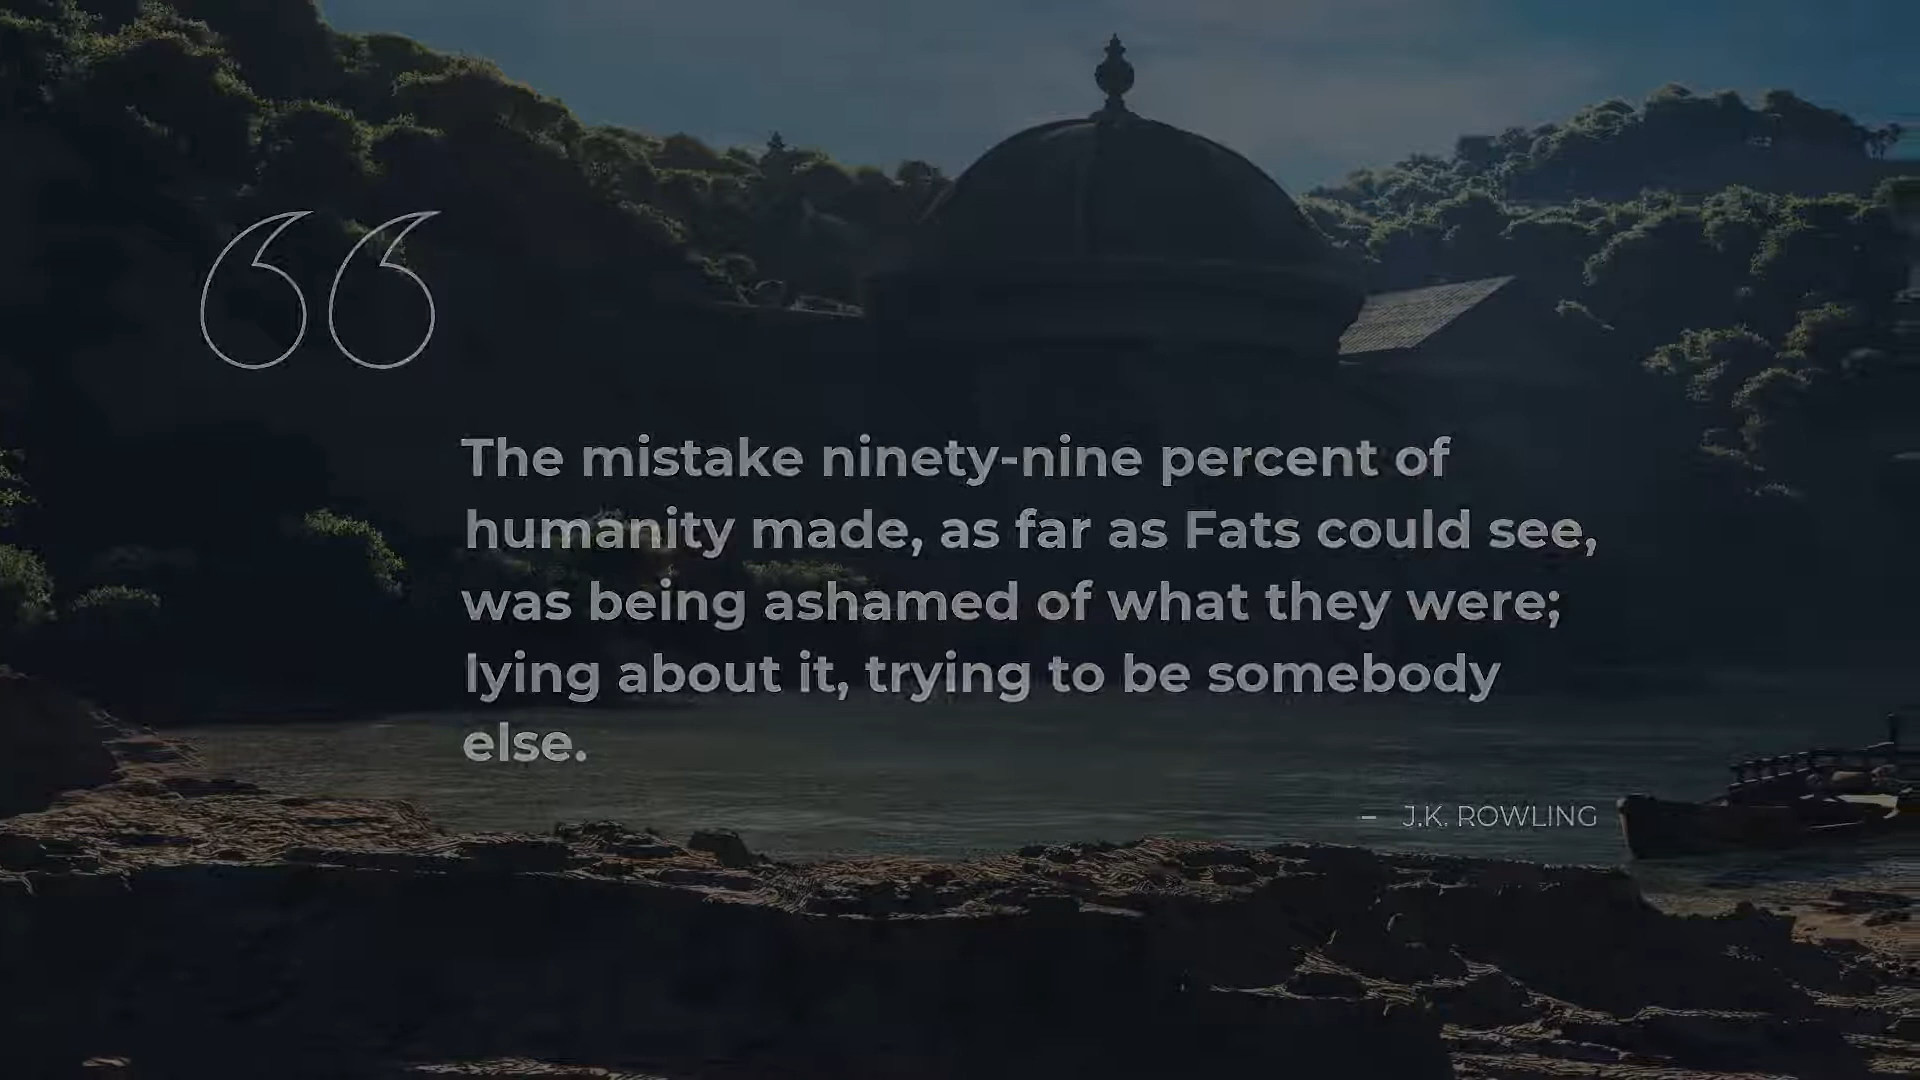 The mistake ninety-nine percent of
humanity made, as far as Fats could see,
was being ashamed of what they were;
lying about it, trying to be somebody
else.
– J.K. ROWLING